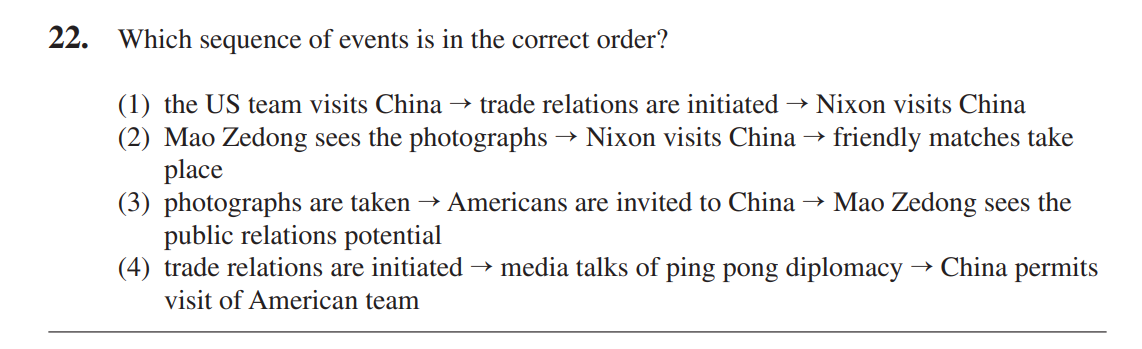 22. Which sequence of events is in the correct order?
(1) the US team visits China → trade relations are initiated → Nixon visits China
(2) Mao Zedong sees the photographs → Nixon visits China → friendly matches take
place
(3) photographs are taken → Americans are invited to China → Mao Zedong sees the
public relations potential
(4) trade relations are initiated → media talks of ping pong diplomacy → China permits
visit of American team